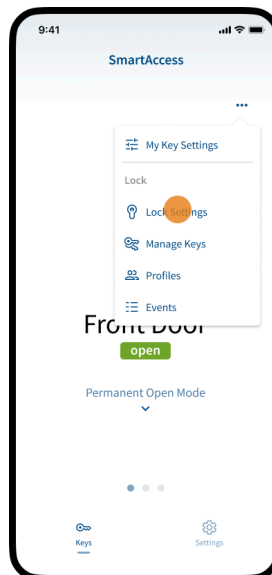 9:41
SmartAccess
My Key Settings
Lock
Lock Settings
Manage Keys
Profiles
Events
Front Door
open
Permanent Open Mode
Keys
Settings